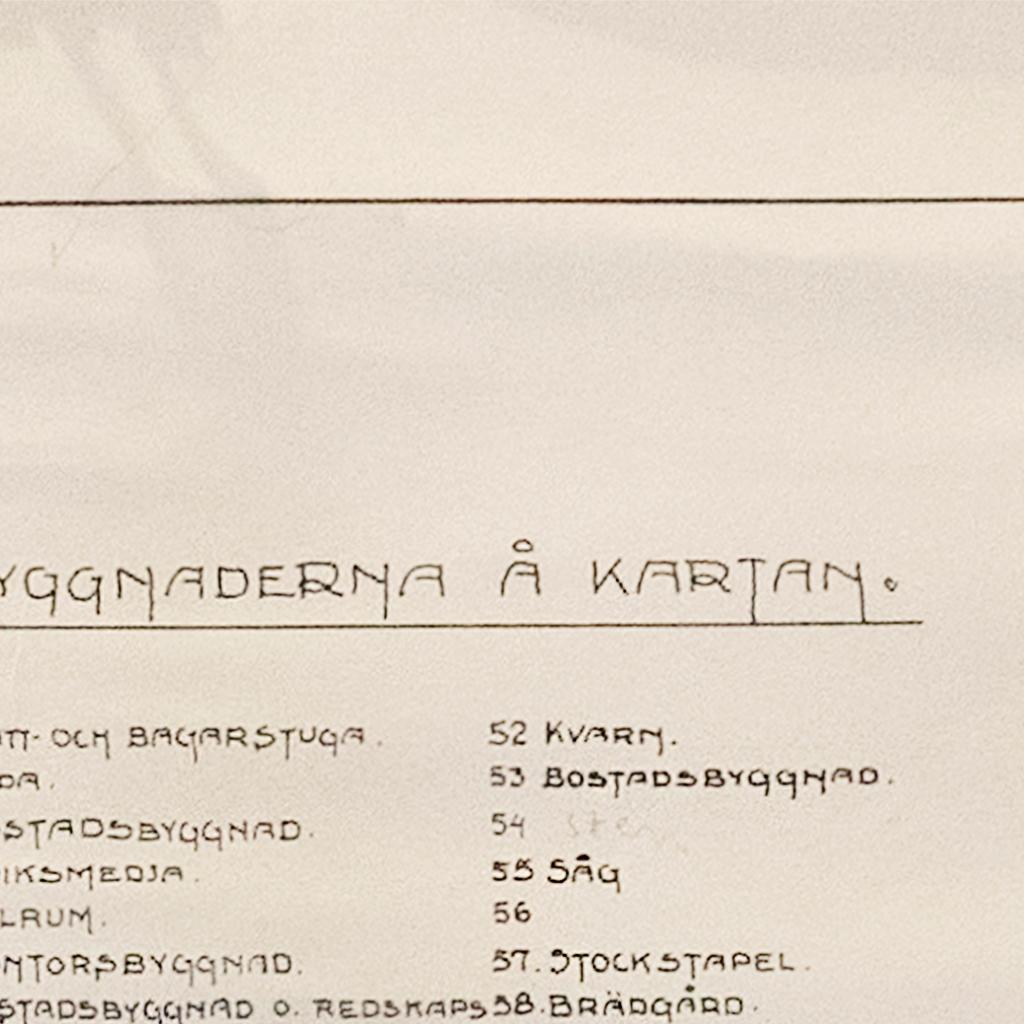 YGGNADERNA Å KARTAN.
TT- OCH BAGARSTUGA.
DA.
STADSBYGGNAD.
IKSMEDJA.
LRUM.
NTORSBYGGNAD.
STADSBYGGNAD O. REDSKAPS
52 KVARN.
53 BOSTADSBYGGNAD.
54
55 SÅG
56
57. STOCKSTAPEL.
58. BRÄDGÅRD.